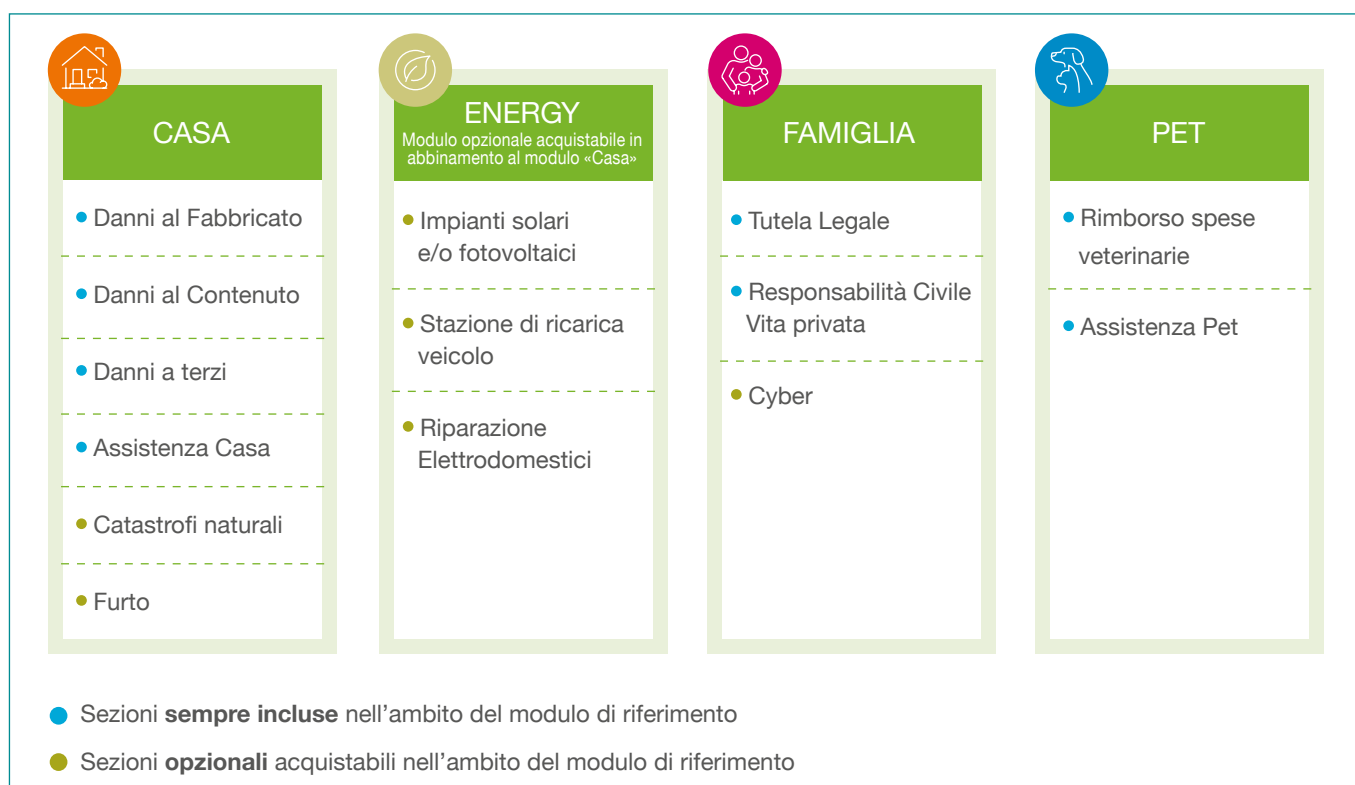 CASA
• Danni al Fabbricato
• Danni al Contenuto
• Danni a terzi
• Assistenza Casa
• Catastrofi naturali
• Furto
ENERGY
Modulo opzionale acquistabile in
abbinamento al modulo «Casa»
• Impianti solari
e/o fotovoltaici
• Stazione di ricarica
veicolo
• Riparazione
Elettrodomestici
FAMIGLIA
• Tutela Legale
• Responsabilità Civile
Vita privata
• Cyber
PET
• Rimborso spese
veterinarie
• Assistenza Pet
• Sezioni sempre incluse nell’ambito del modulo di riferimento
• Sezioni opzionali acquistabili nell’ambito del modulo di riferimento